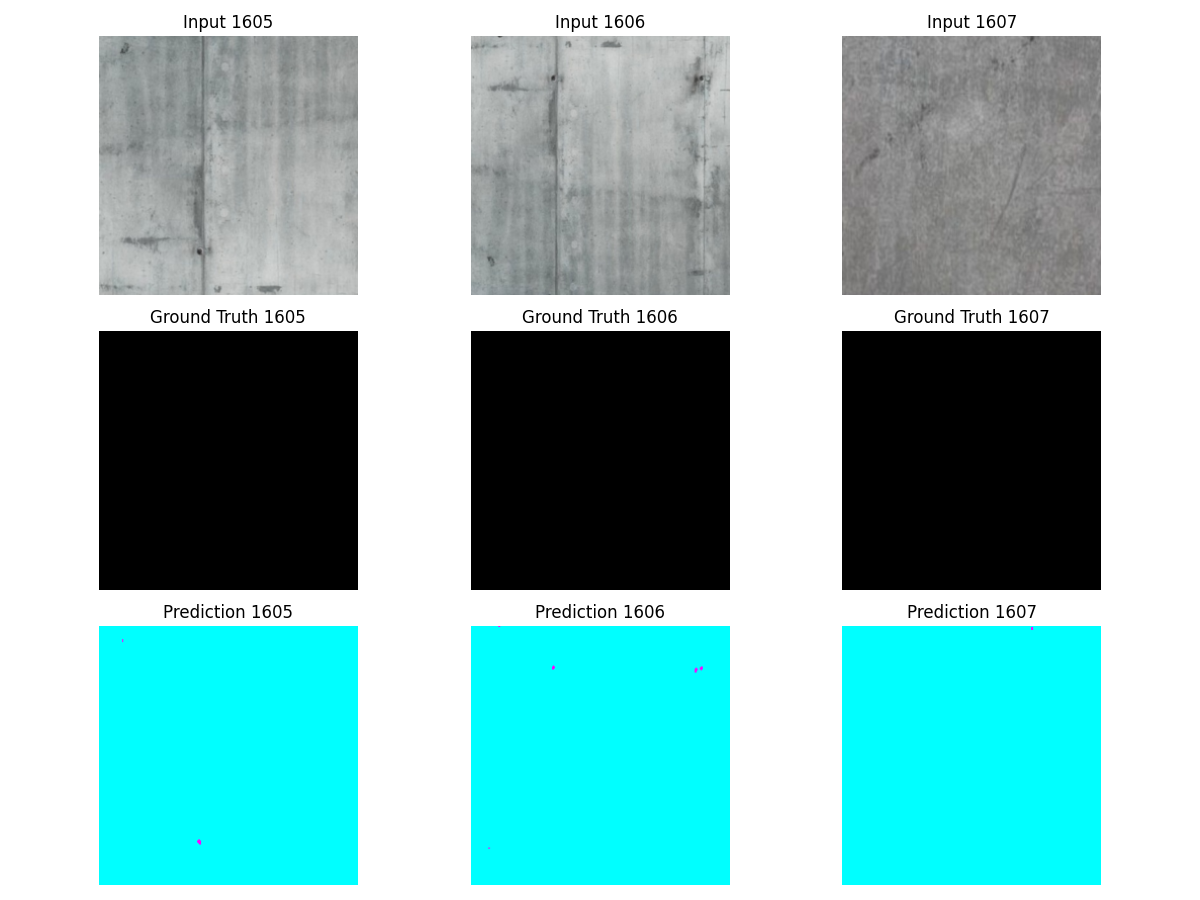 Input 1605
Input 1606
Input 1607
Ground Truth 1605
Ground Truth 1606
Ground Truth 1607
Prediction 1605
Prediction 1606
Prediction 1607